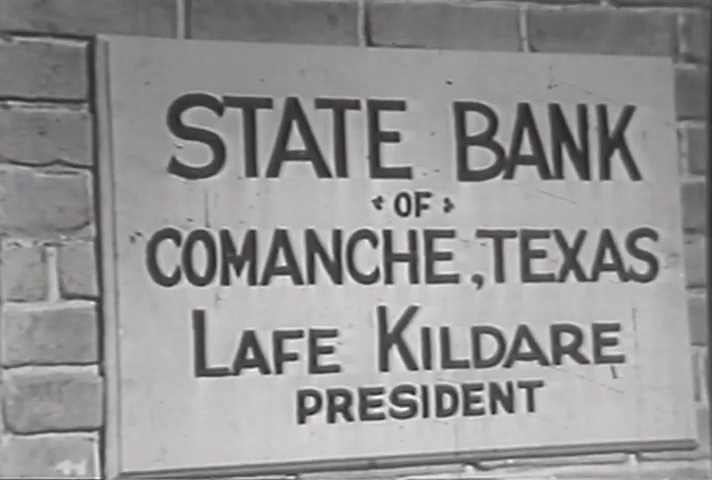 STATE BANK
OF
COMANCHE, TEXAS
LAFE KILDARE
PRESIDENT